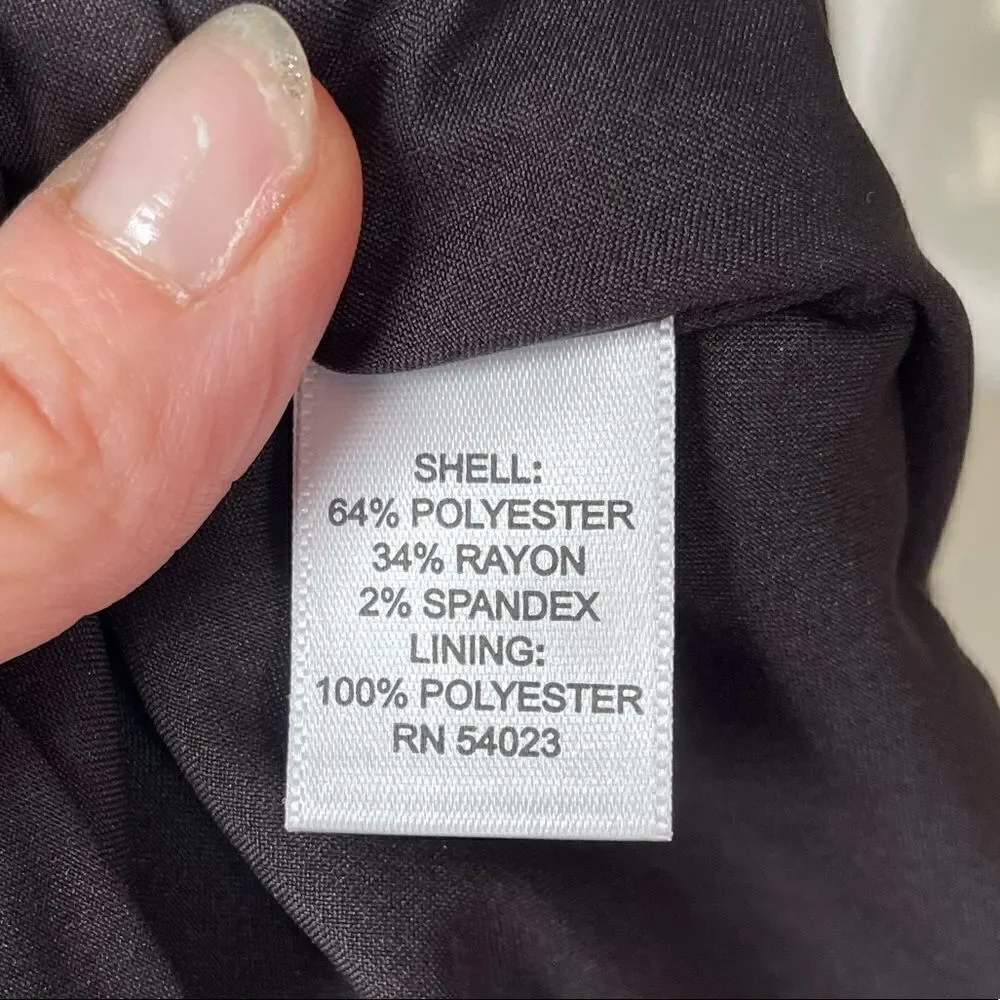 SHELL:
64% POLYESTER
34% RAYON
2% SPANDEX
LINING:
100% POLYESTER
RN 54023